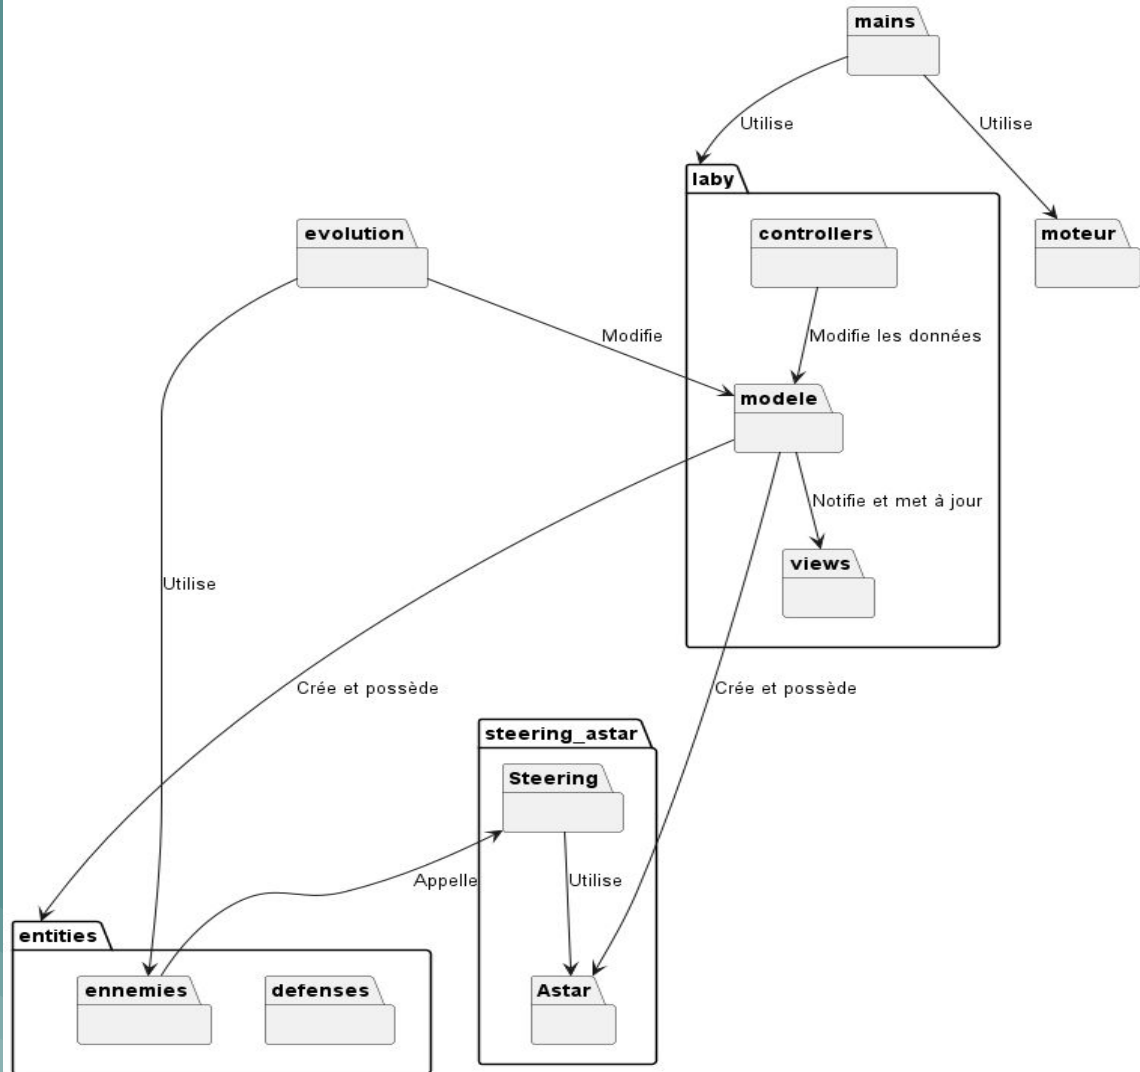 mains
Utilise
Utilise
laby
evolution
controllers
moteur
Modifie
Modifie les données
modele
Notifie et met à jour
views
Utilise
Crée et possède
Crée et possède
steering_astar
Steering
Appelle
Utilise
entities
ennemies
defenses
Astar